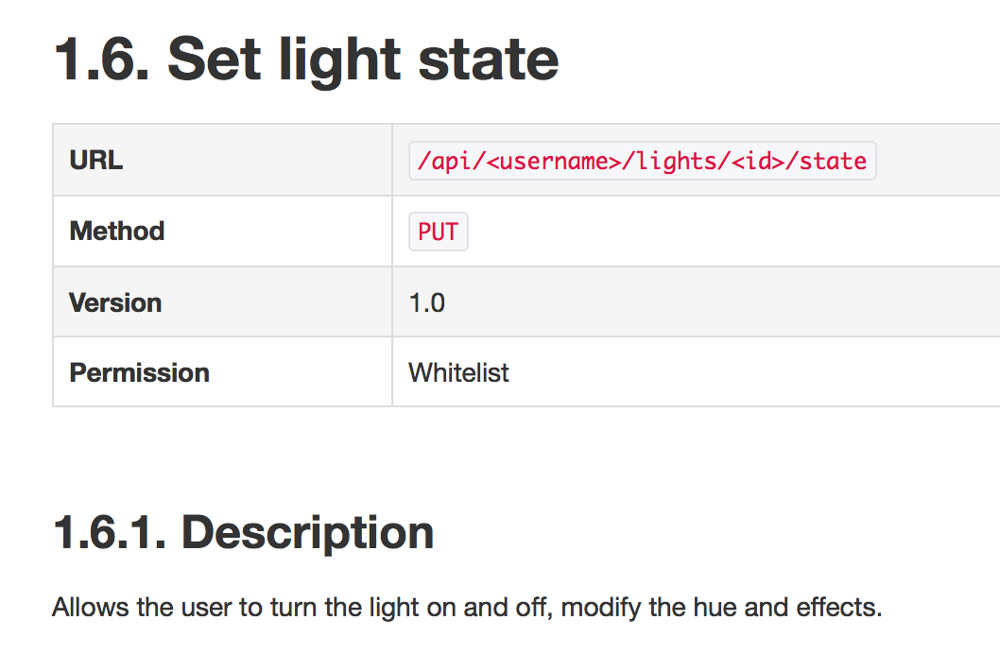 1.6. Set light state
URL /api/<username>/lights/<id>/state
Method PUT
Version 1.0
Permission Whitelist
1.6.1. Description
Allows the user to turn the light on and off, modify the hue and effects.